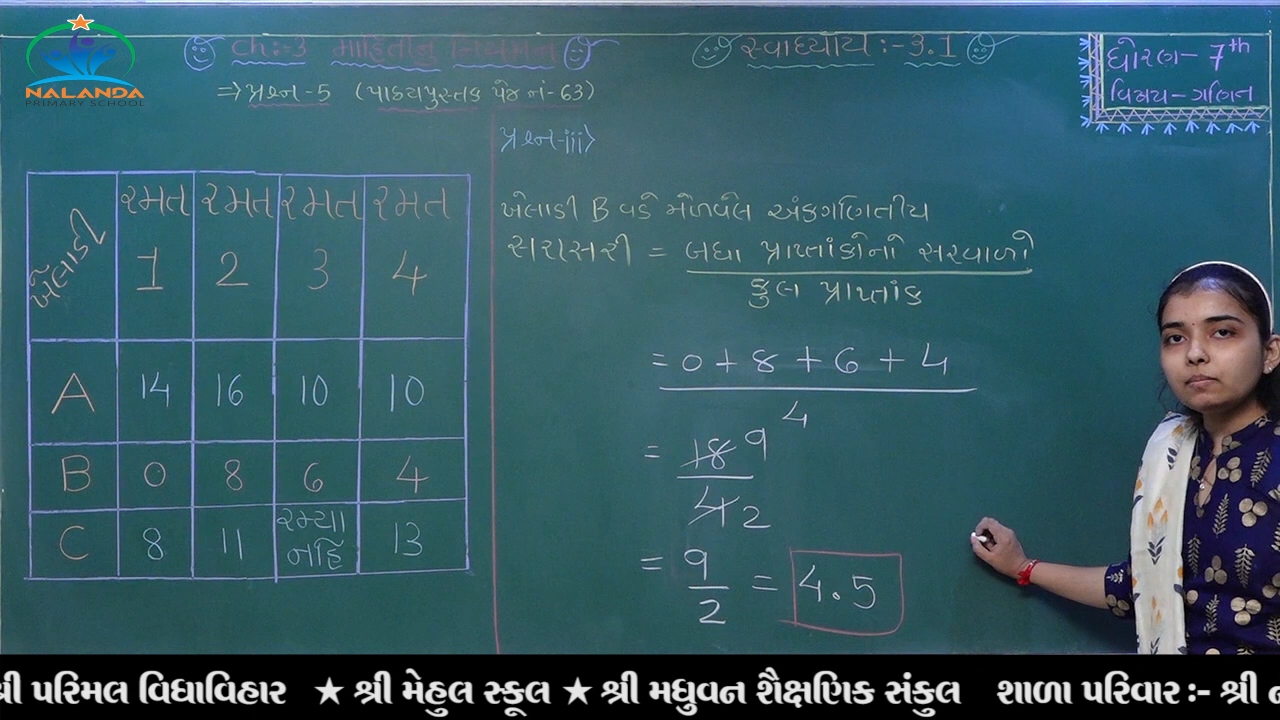 NALANDA
PRIMARY SCHOOL
ch:-3 માહિતીનું નિયમન
સ્વાધ્યાય :-3.1
ધોરણ- 7th
વિષય-ગણિત
⇒ પ્રશ્ન-5 (પાઠ્યપુસ્તક પેજ નં-63)
પ્રશ્ન-iii>
ખેલાડી રમત 1 રમત 2 રમત 3 રમત 4
A 14 16 10 10
B 0 8 6 4
C 8 11 રમ્યા નહિ 13
ખેલાડી B વડે મેળવેલ અંકગણિતીય
સરાસરી = બધા પ્રાપ્તાંકોનો સરવાળો
કુલ પ્રાપ્તાંક
= 0 + 8 + 6 + 4
4
= 18 9
4 2
= 9
2
= 4.5
શ્રી પરિમલ વિદ્યાવિહાર ★ શ્રી મેહુલ સ્કૂલ ★ શ્રી મધુવન શૈક્ષણિક સંકુલ શાળા પરિવાર :- શ્રી